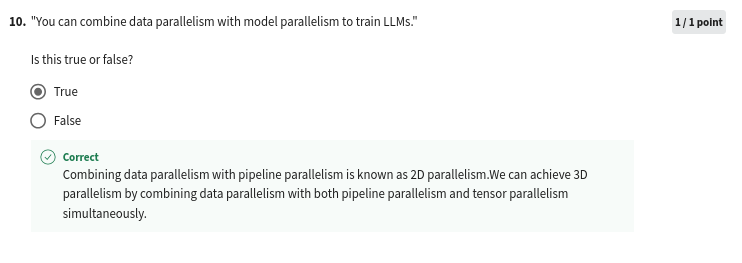 10. "You can combine data parallelism with model parallelism to train LLMs."
1 / 1 point
Is this true or false?
True
False
Correct
Combining data parallelism with pipeline parallelism is known as 2D parallelism.We can achieve 3D
parallelism by combining data parallelism with both pipeline parallelism and tensor parallelism
simultaneously.